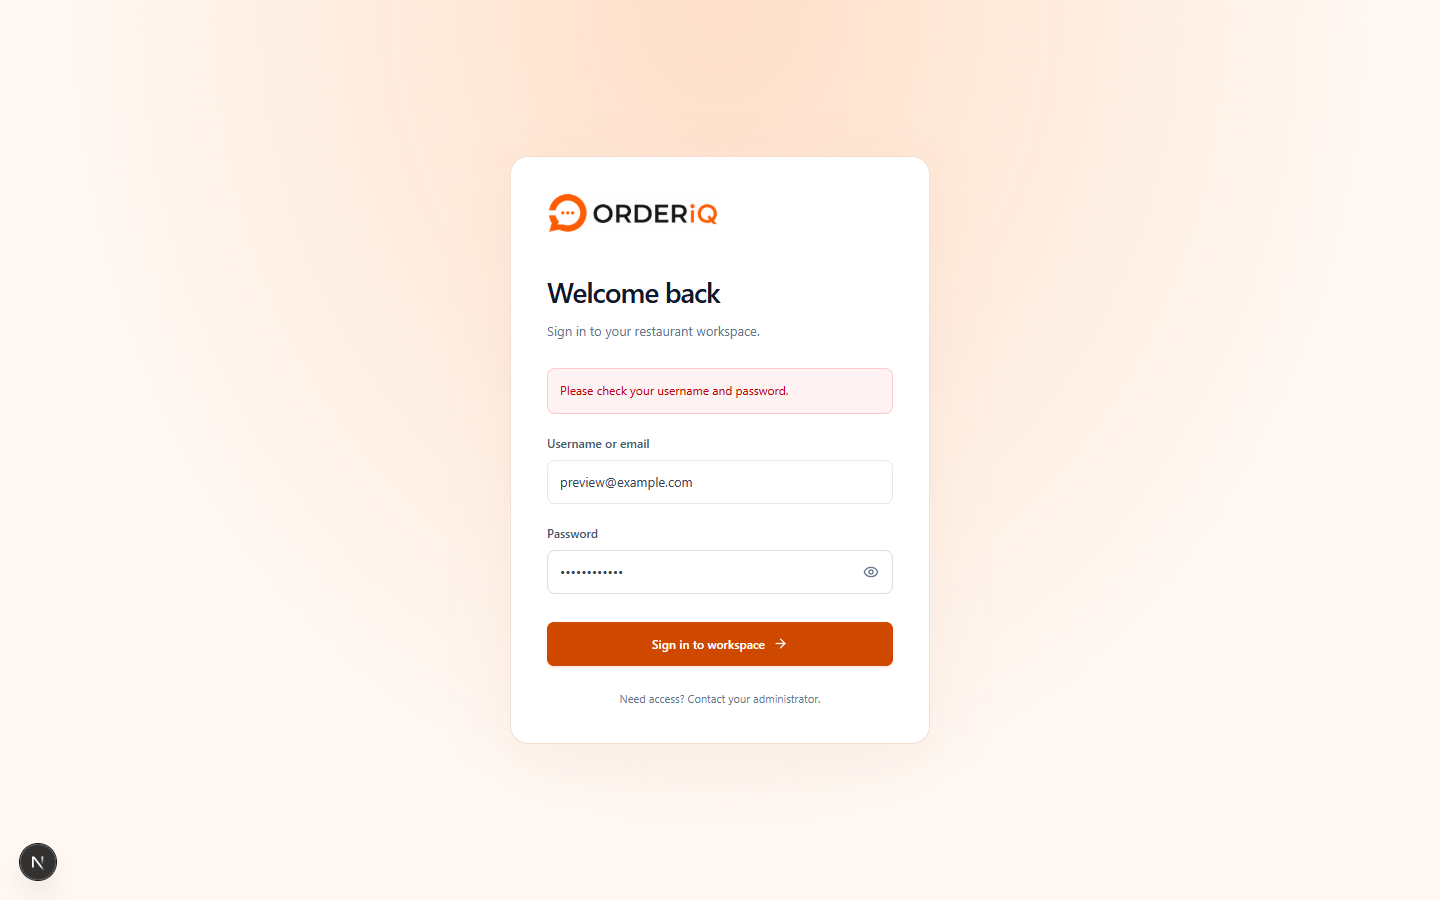 ORDERiQ
Welcome back
Sign in to your restaurant workspace.
Please check your username and password.
Username or email
preview@example.com
Password
••••••••••••
Sign in to workspace →
Need access? Contact your administrator.
N